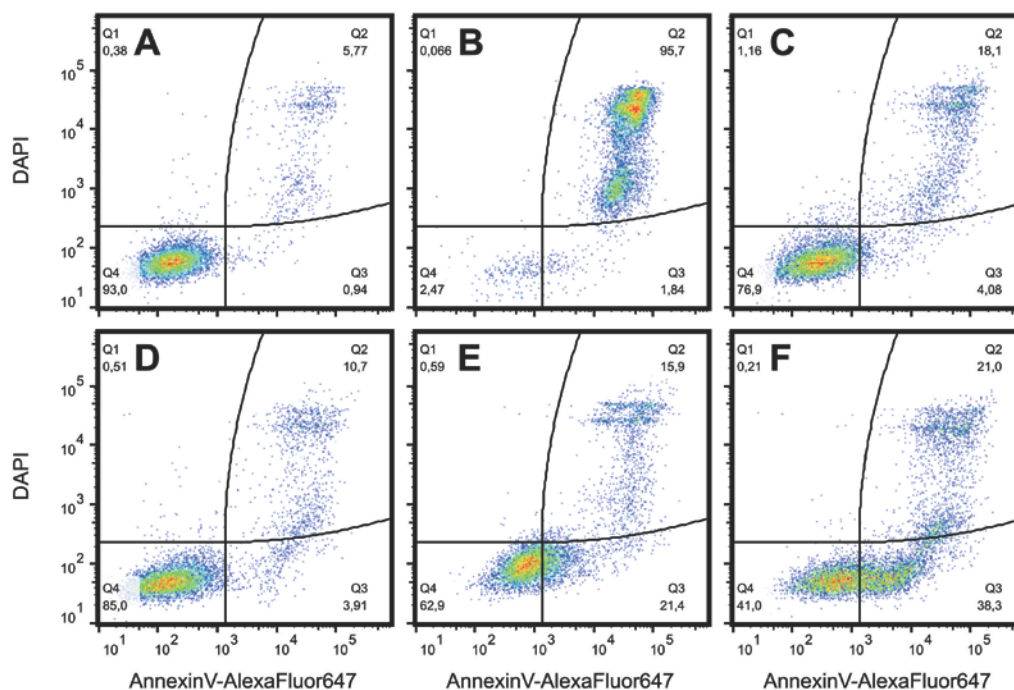 Q1 A Q2 Q1 B Q2 Q1 C Q2
0,38 5,77 0,066 95,7 1,16 18,1
10^5
10^4
DAPI
10^3
10^2
Q4 Q3 Q4 Q3 Q4 Q3
93,0 0,94 2,47 1,84 76,9 4,08
10^1
Q1 D Q2 Q1 E Q2 Q1 F Q2
0,51 10,7 0,59 15,9 0,21 21,0
10^5
10^4
DAPI
10^3
10^2
Q4 Q3 Q4 Q3 Q4 Q3
85,0 3,91 62,9 21,4 41,0 38,3
10^1
10^1 10^2 10^3 10^4 10^5 10^1 10^2 10^3 10^4 10^5 10^1 10^2 10^3 10^4 10^5
AnnexinV-AlexaFluor647 AnnexinV-AlexaFluor647 AnnexinV-AlexaFluor647